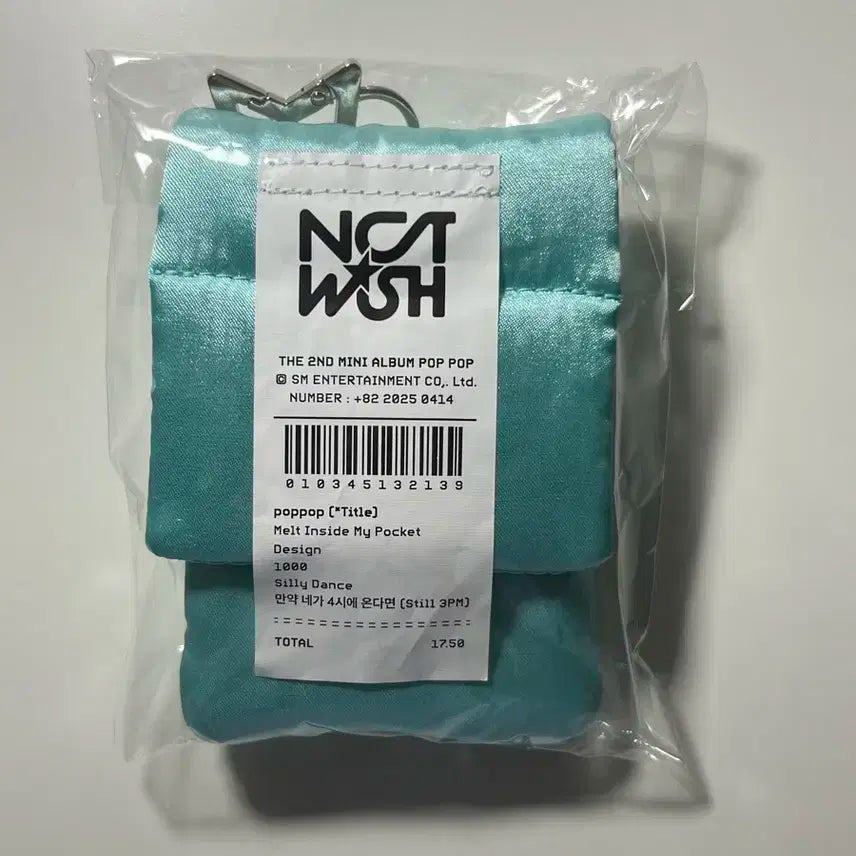 NCT
WISH
THE 2ND MINI ALBUM POP POP
© SM ENTERTAINMENT CO,. Ltd.
NUMBER : +82 2025 0414
010345132139
poppop (*Title)
Melt Inside My Pocket
Design
1000
Silly Dance
만약 네가 4시에 온다면 (Still 3PM)
TOTAL 17.50